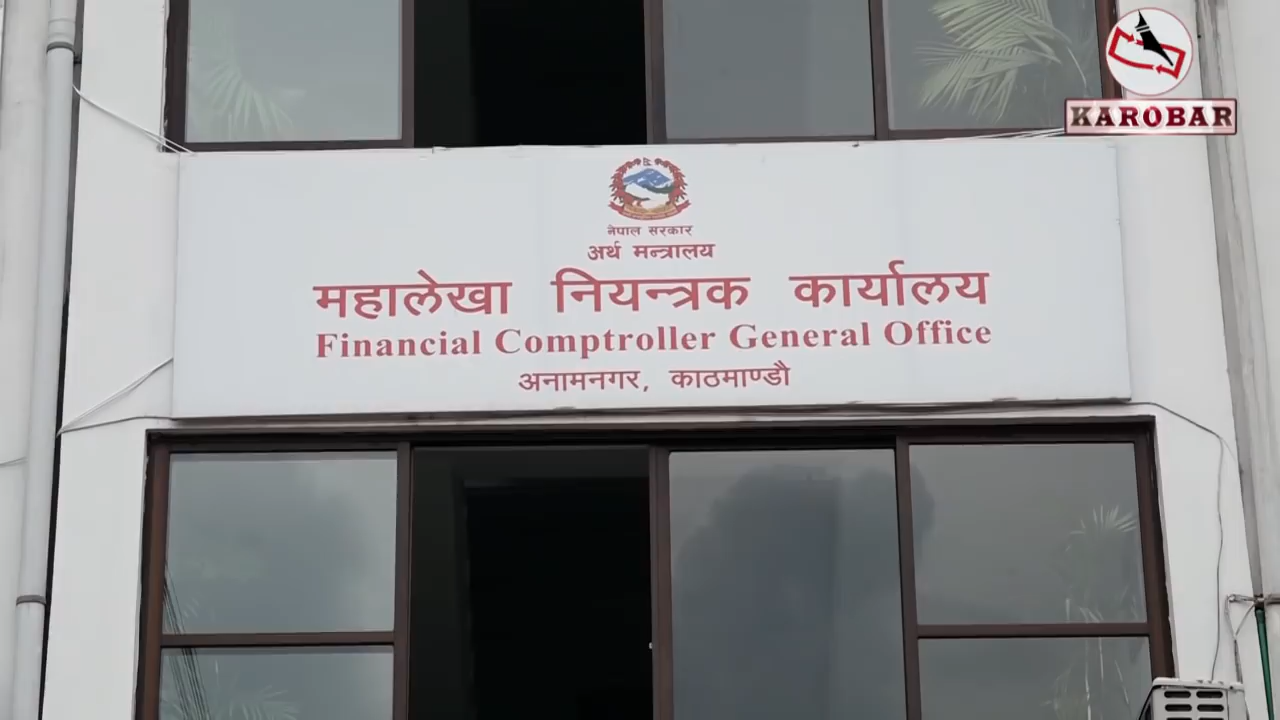 KAROBAR
नेपाल सरकार
अर्थ मन्त्रालय
महालेखा नियन्त्रक कार्यालय
Financial Comptroller General Office
अनामनगर, काठमाण्डौ